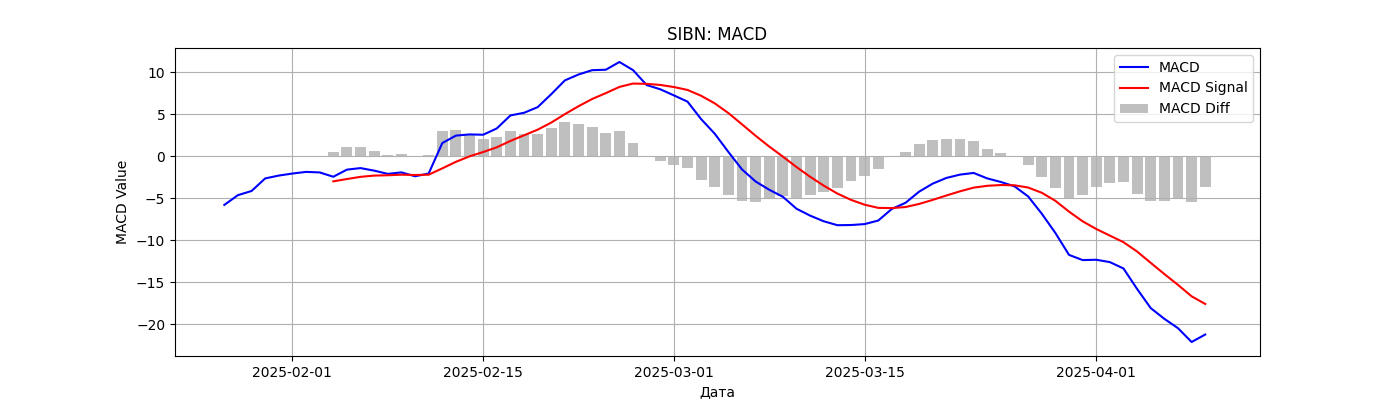 SIBN: MACD
MACD
MACD Signal
MACD Diff
MACD Value
10
5
0
−5
−10
−15
−20
2025-02-01 2025-02-15 2025-03-01 2025-03-15 2025-04-01
Дата